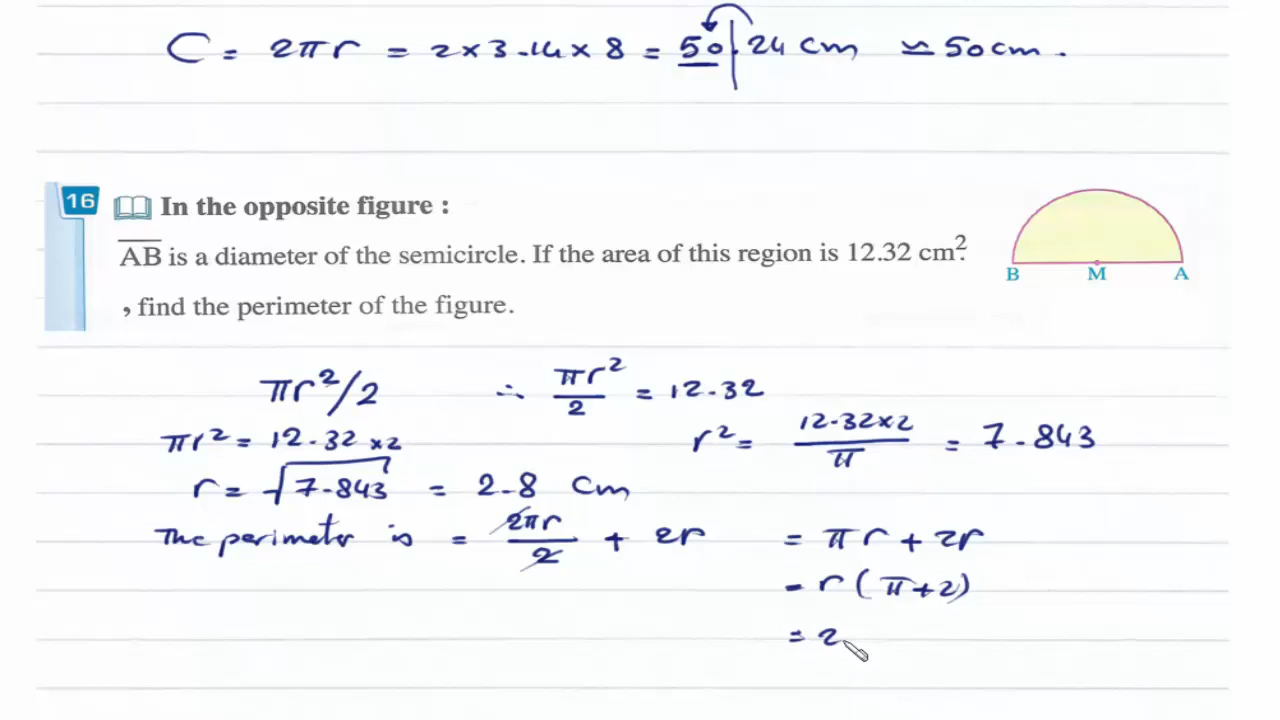 C = 2πr = 2×3.14×8 = 50.24 cm ≃ 50 cm.
16 In the opposite figure :
AB is a diameter of the semicircle. If the area of this region is 12.32 cm².
, find the perimeter of the figure.
B M A
πr²/2 ∴ πr²/2 = 12.32
πr² = 12.32 ×2 r² = 12.32×2/π = 7.843
r = √7.843 = 2.8 cm
The perimeter is = 2πr/2 + 2r = πr + 2r
= r(π+2)
= 2